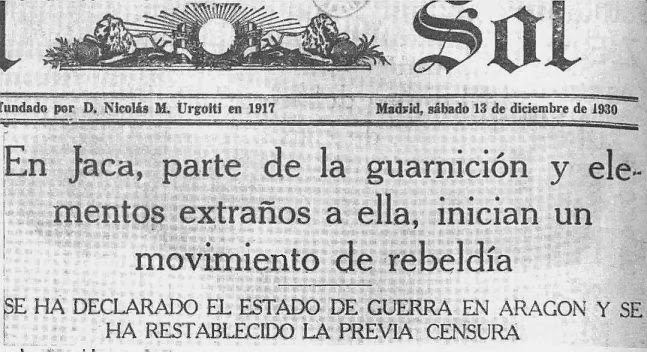 l Sol
fundado por D. Nicolás M. Urgoiti en 1917 Madrid, sábado 13 de diciembre de 1930
En Jaca, parte de la guarnición y ele-
mentos extraños a ella, inician un
movimiento de rebeldía
SE HA DECLARADO EL ESTADO DE GUERRA EN ARAGON Y SE
HA RESTABLECIDO LA PREVIA CENSURA